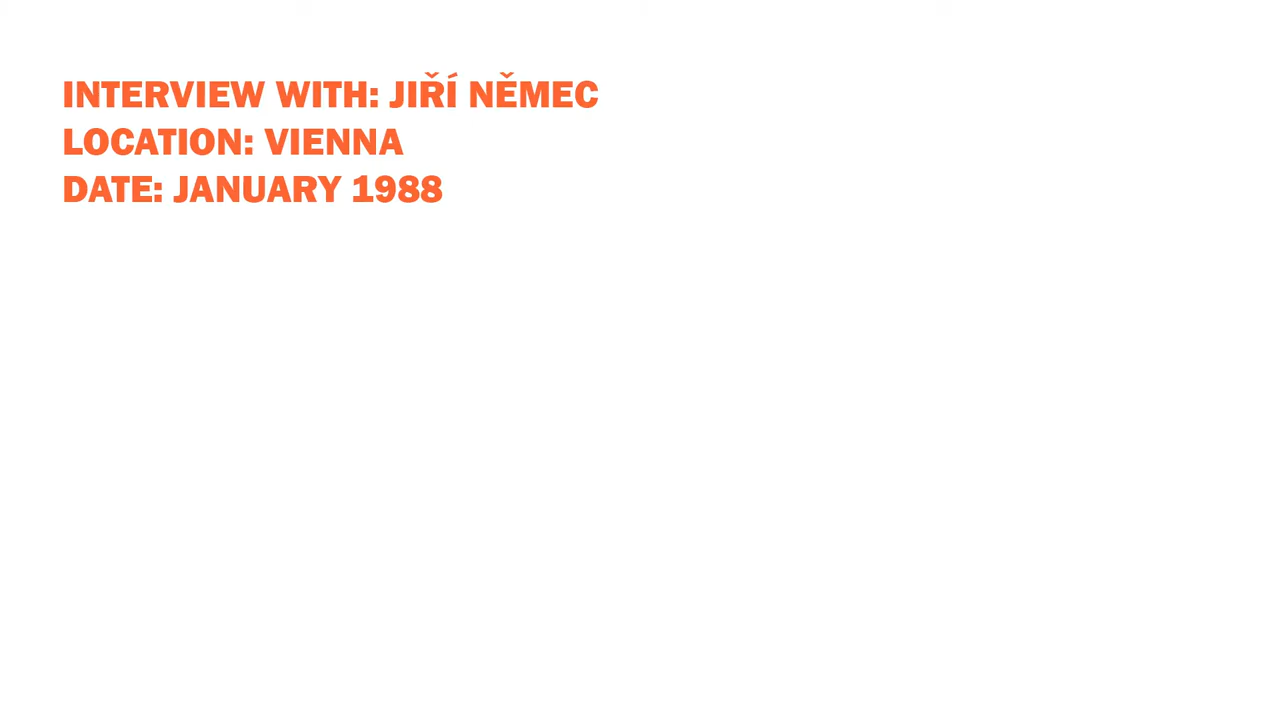 INTERVIEW WITH: JIŘÍ NĚMEC
LOCATION: VIENNA
DATE: JANUARY 1988